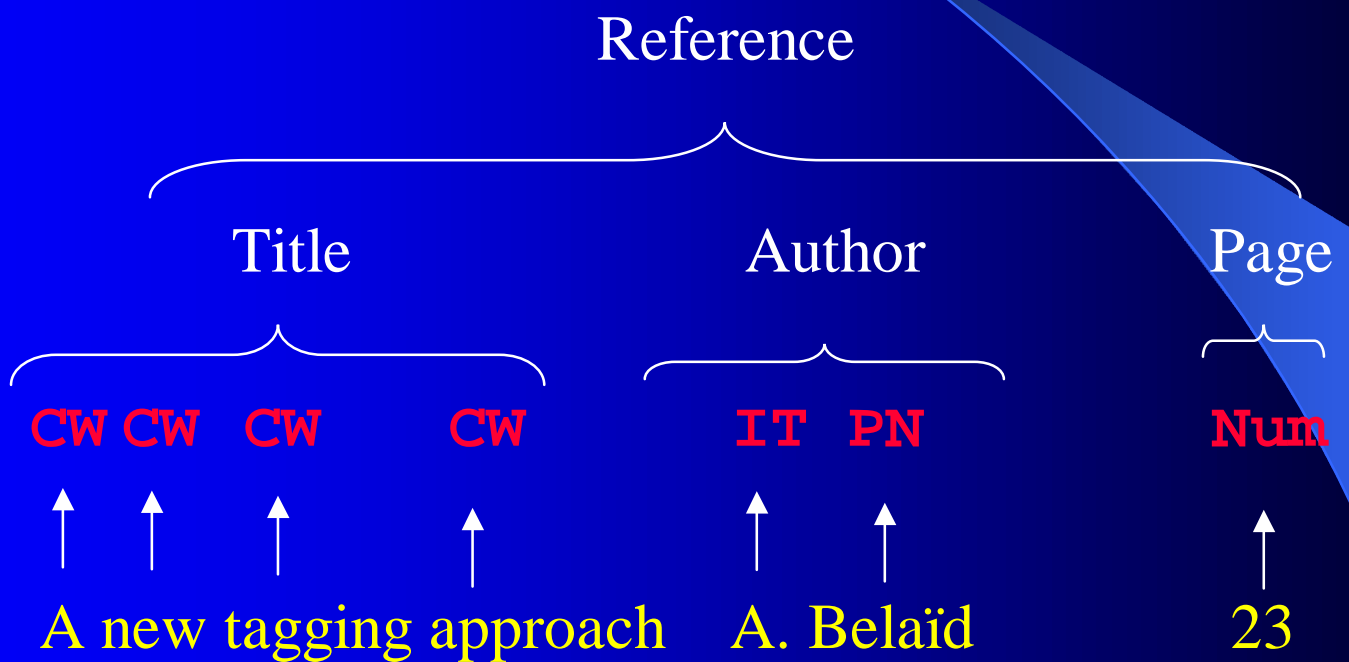 Reference
Title Author Page
CW CW CW CW IT PN Num
A new tagging approach A. Belaïd 23